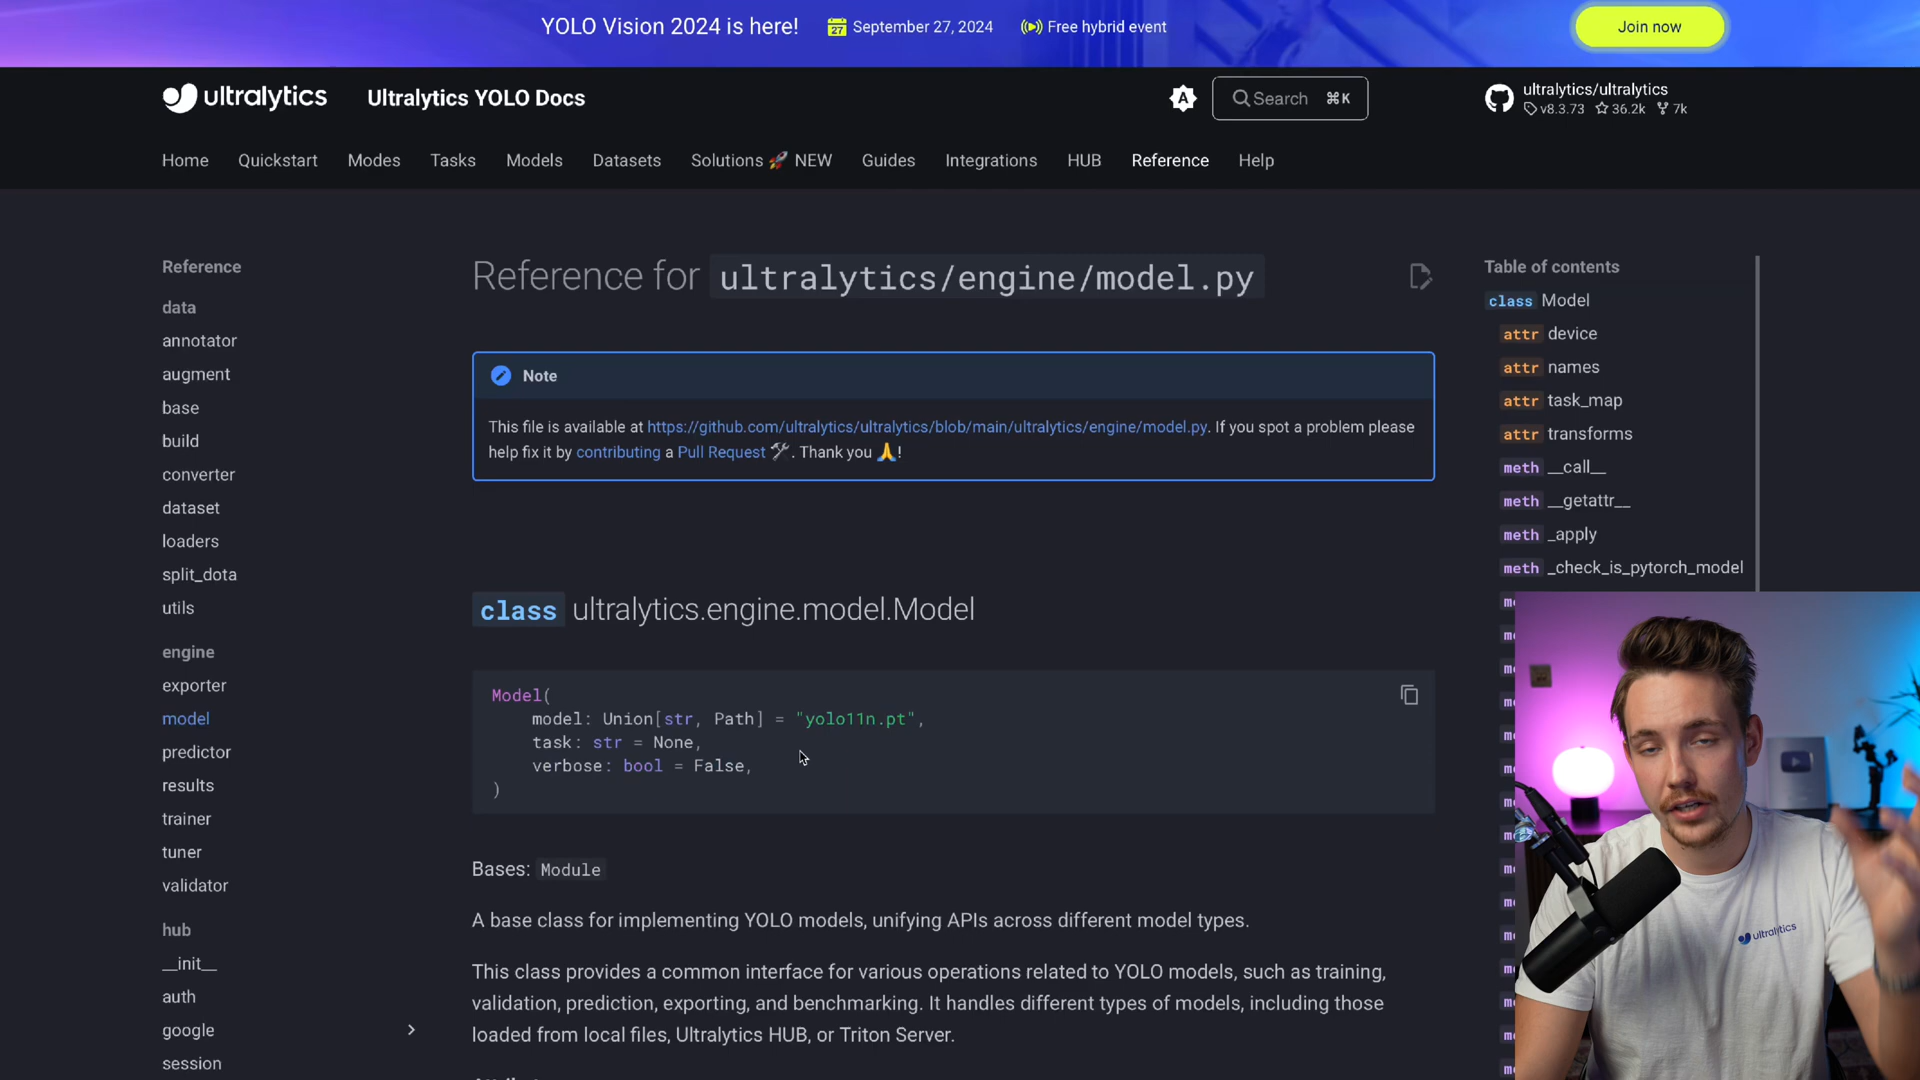 YOLO Vision 2024 is here!
27
September 27, 2024
Free hybrid event
Join now
ultralytics
Ultralytics YOLO Docs
A
Search ⌘K
ultralytics/ultralytics
v8.3.73 36.2k 7k
Home Quickstart Modes Tasks Models Datasets Solutions 🚀 NEW Guides Integrations HUB Reference Help
Reference
data
annotator
augment
base
build
converter
dataset
loaders
split_dota
utils
engine
exporter
model
predictor
results
trainer
tuner
validator
hub
__init__
auth
google
session
Reference for ultralytics/engine/model.py
Note
This file is available at https://github.com/ultralytics/ultralytics/blob/main/ultralytics/engine/model.py. If you spot a problem please
help fix it by contributing a Pull Request 🛠️. Thank you 🙏!
class ultralytics.engine.model.Model
Model(
model: Union[str, Path] = "yolo11n.pt",
task: str = None,
verbose: bool = False,
)
Bases: Module
A base class for implementing YOLO models, unifying APIs across different model types.
This class provides a common interface for various operations related to YOLO models, such as training,
validation, prediction, exporting, and benchmarking. It handles different types of models, including those
loaded from local files, Ultralytics HUB, or Triton Server.
Table of contents
class Model
attr device
attr names
attr task_map
attr transforms
meth __call__
meth __getattr__
meth _apply
meth _check_is_pytorch_model
ultralytics